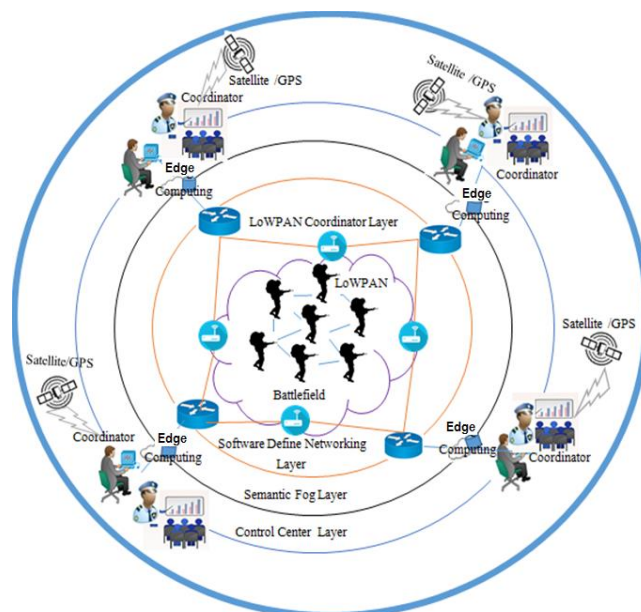 Satellite /GPS
Coordinator
Edge
Computing
Satellite /GPS
Coordinator
Edge
Computing
LoWPAN Coordinator Layer
LoWPAN
Battlefield
Satellite/GPS
Coordinator
Edge
Computing
Satellite/GPS
Edge
Computing
Coordinator
Software Define Networking
Layer
Semantic Fog Layer
Control Center Layer